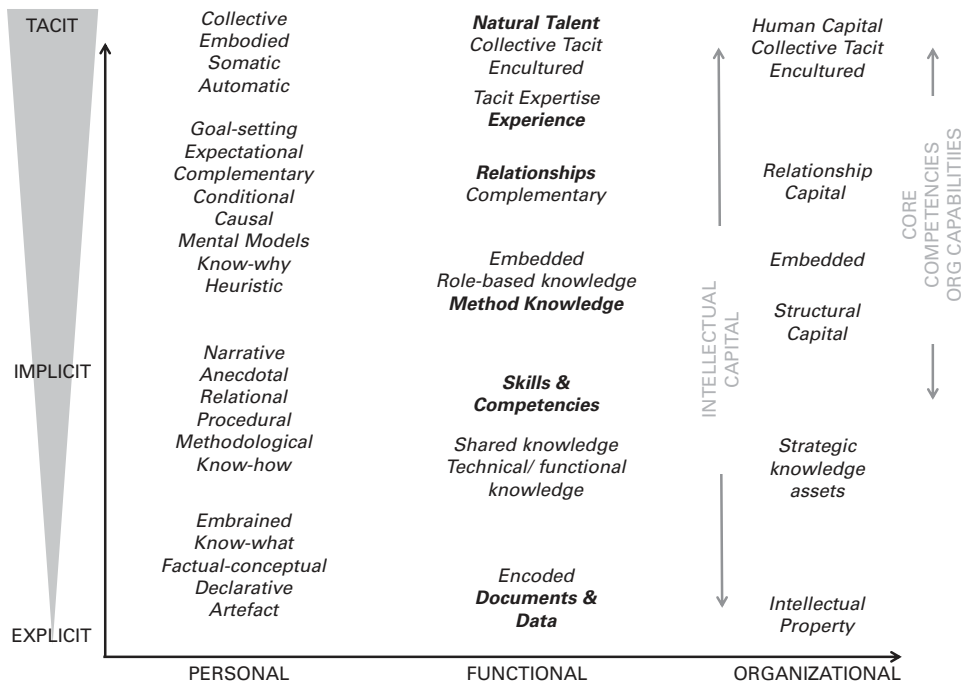 TACIT
IMPLICIT
EXPLICIT
Collective
Embodied
Somatic
Automatic
Goal-setting
Expectational
Complementary
Conditional
Causal
Mental Models
Know-why
Heuristic
Narrative
Anecdotal
Relational
Procedural
Methodological
Know-how
Embrained
Know-what
Factual-conceptual
Declarative
Artefact
PERSONAL
Natural Talent
Collective Tacit
Encultured
Tacit Expertise
Experience
Relationships
Complementary
Embedded
Role-based knowledge
Method Knowledge
Skills &
Competencies
Shared knowledge
Technical/ functional
knowledge
Encoded
Documents &
Data
FUNCTIONAL
INTELLECTUAL
CAPITAL
Human Capital
Collective Tacit
Encultured
Relationship
Capital
Embedded
Structural
Capital
Strategic
knowledge
assets
Intellectual
Property
ORGANIZATIONAL
CORE
COMPETENCIIES
ORG CAPABILITIIES